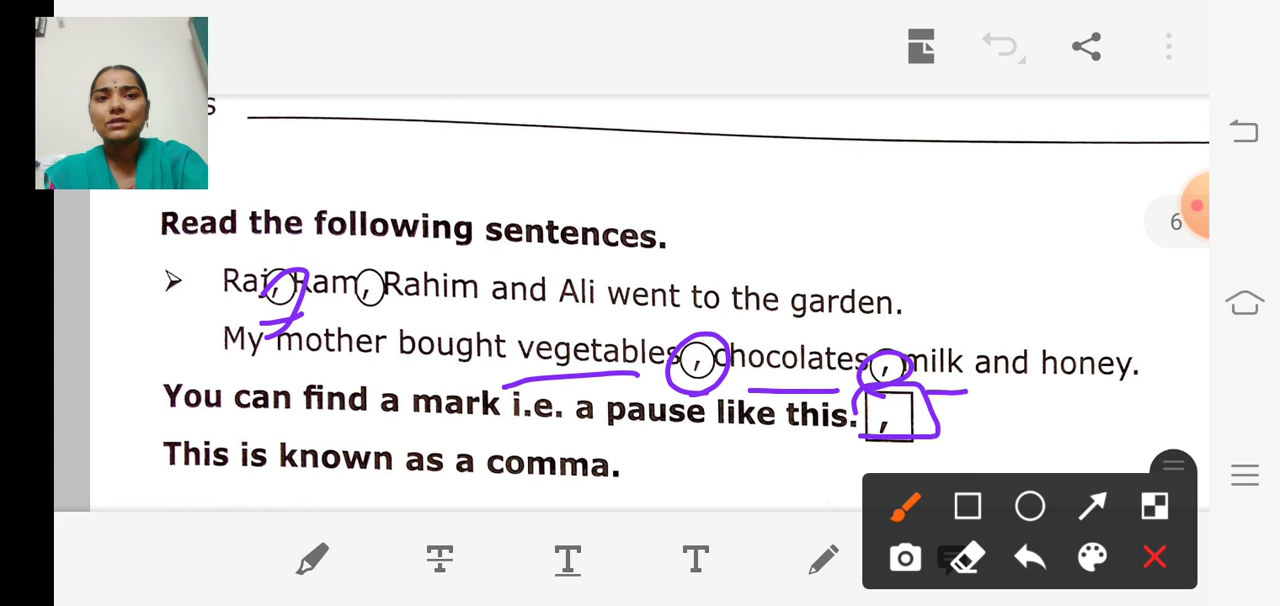 s
6
Read the following sentences.
➢ Raj, Ram, Rahim and Ali went to the garden.
My mother bought vegetables, chocolates, milk and honey.
You can find a mark i.e. a pause like this. ,
This is known as a comma.
T T T